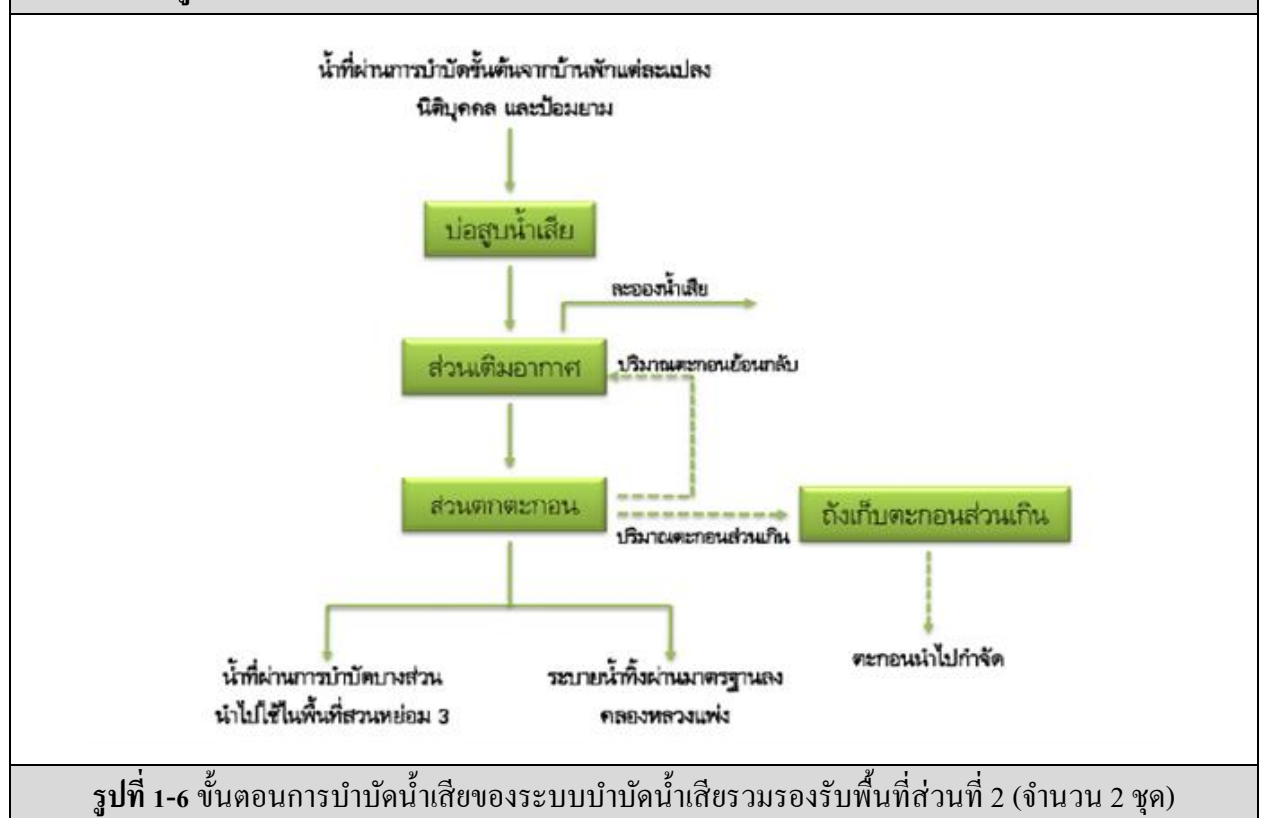 น้ำที่ผ่านการบำบัดขั้นต้นจากบ้านพักแต่ละแปลง
นิติบุคคล และป้อมยาม
บ่อสูบน้ำเสีย
ละอองน้ำเสีย
ส่วนเติมอากาศ
ปริมาณตะกอนย้อนกลับ
ส่วนตกตะกอน
ถังเก็บตะกอนส่วนเกิน
ปริมาณตะกอนส่วนเกิน
น้ำที่ผ่านการบำบัดบางส่วน
นำไปใช้ในพื้นที่สวนหย่อม 3
ระบายน้ำทิ้งผ่านมาตรฐานลง
คลองหลวงแพ่ง
ตะกอนนำไปกำจัด
รูปที่ 1-6 ขั้นตอนการบำบัดน้ำเสียของระบบบำบัดน้ำเสียรวมรองรับพื้นที่ส่วนที่ 2 (จำนวน 2 ชุด)